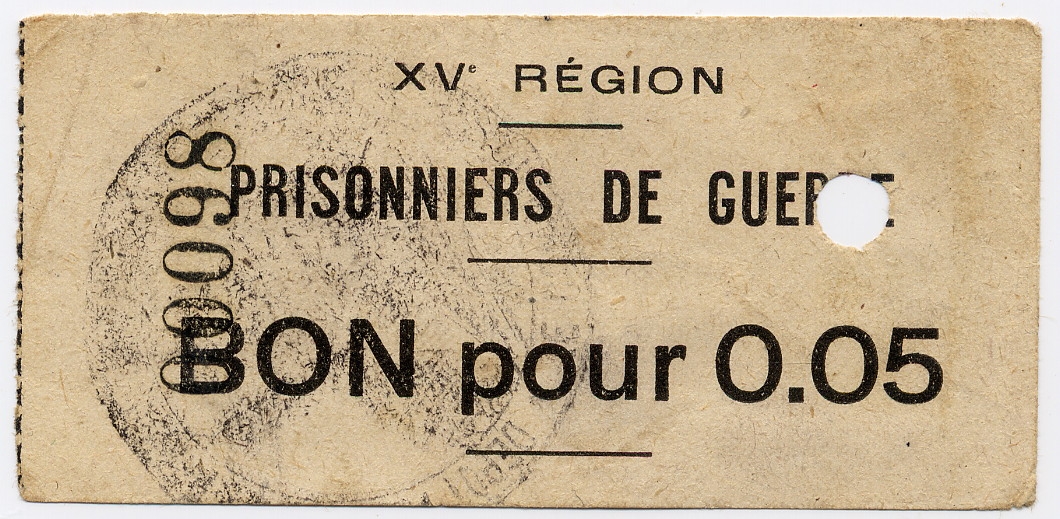 XVe RÉGION
PRISONNIERS DE GUERRE
BON pour 0.05
00098